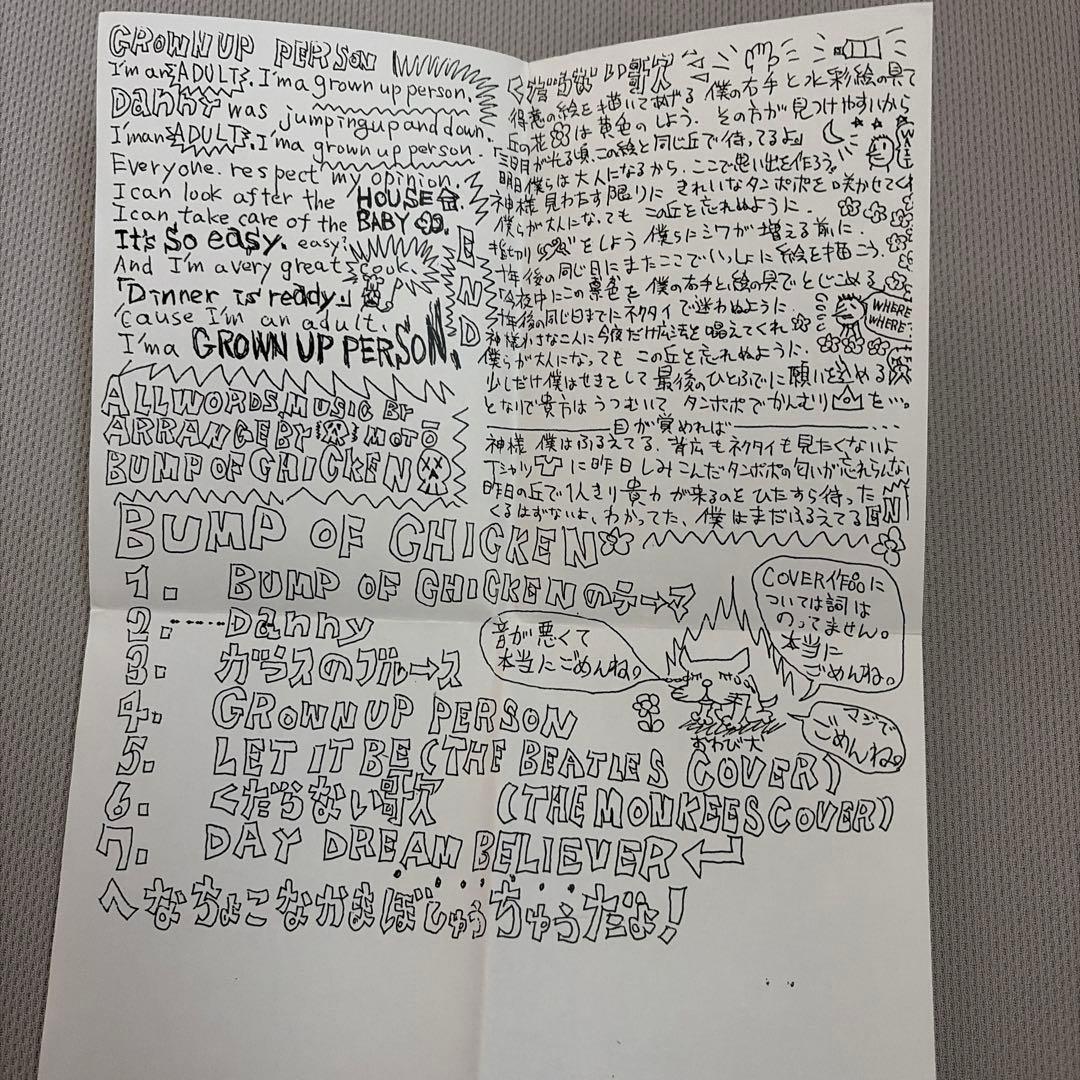 GROWN UP PERSON
I'm an ADULT. I'm a grown up person.
Danny was jumping up and down.
I'm an ADULT. I'm a grown up person.
Everyone. respect my opinion.
I can look after the HOUSE.
I can take care of the BABY.
It's So easy. easy?
And I'm a very great cook.
「Dinner is ready」
'cause I'm an adult.
I'm a GROWN UP PERSON.
END
ALL WORDS, MUSIC BY
ARRANGE BY MOTŌ
BUMP OF CHICKEN
くだらない唄
得意の絵を描いてあげる 僕の右手と水彩絵の具で
丘の花は黄色のしよう。その方が見つけやすいから
「三日月が光る頃、この絵と同じ丘で待ってるよ」
明日僕らは大人になるから、ここで思い出を作ろう。
神様 見わたす限りに きれいなタンポポを咲かせてくれ
僕らが大人になっても この丘を忘れぬように。
指切りをしよう 僕らにシワが増える前に。
十年後の同じ日にまたここでいっしょに 絵を描こう。
「今夜中にこの景色を 僕の右手と絵の具でとじこめる
十年後の同じ日までにネクタイで迷わぬように
神様 小さな二人に今夜だけ魔法を唱えてくれ
僕らが大人になっても この丘を忘れぬように。
少しだけ僕はせきをして 最後のひとふでに願いを込める
となりで貴方はうつむいて タンポポでかんむりを…。
WAIT
WHERE
WHERE?
目が覚めれば
神様 僕はふるえてる。背広もネクタイも見たくないよ
Tシャツに昨日しみこんだタンポポの匂いが忘れらんない
昨日の丘で1人きり 貴方が来るのとひたすら待った
くるはずないよ、わかってた、僕はまだふるえてる
END
BUMP OF CHICKEN
1. BUMP OF CHICKENのテーマ
2. Danny
3. ガラスのブルース
4. GROWN UP PERSON
5. LET IT BE (THE BEATLES COVER)
6. くだらない歌 (THE MONKEES COVER)
7. DAY DREAM BELIEVER
音が悪くて
本当にごめんね。
COVER作品に
ついては詞は
のってません。
本当に
ごめんね。
マジで
ごめんね。
おわび犬
へなちょこなかまぼしゅうちゅうだよ!